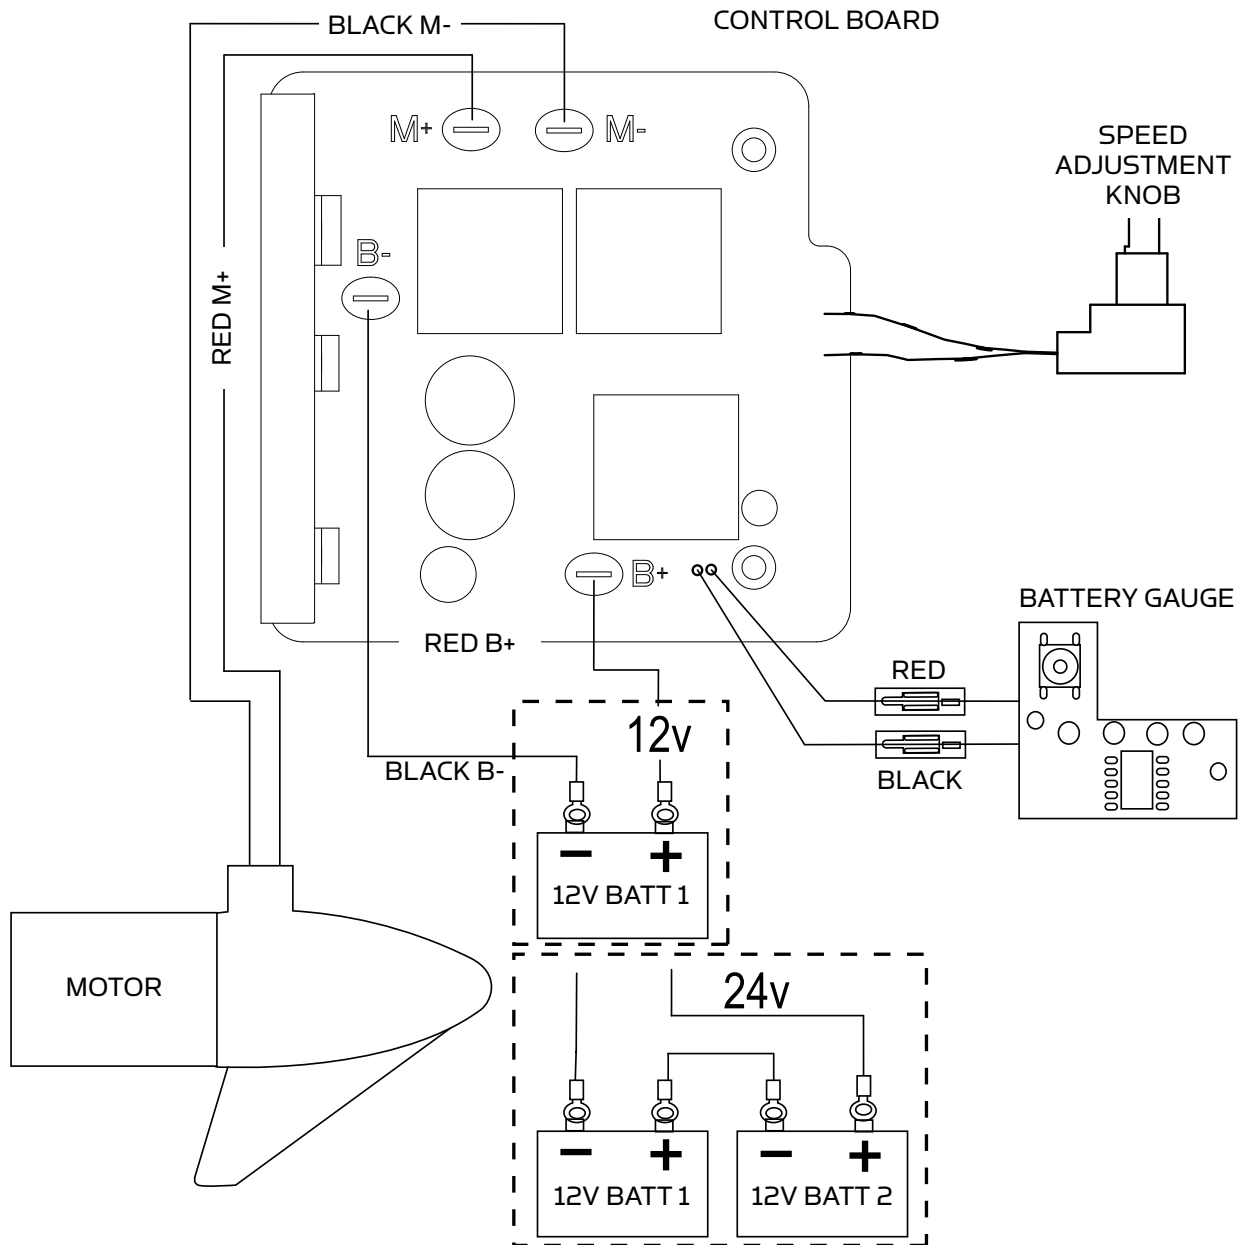 BLACK M-
CONTROL BOARD
M+
M-
SPEED
ADJUSTMENT
KNOB
B-
RED M+
B+
BATTERY GAUGE
RED B+
RED
12v
BLACK B-
BLACK
- +
12V BATT 1
MOTOR
24v
- +
12V BATT 1
- +
12V BATT 2